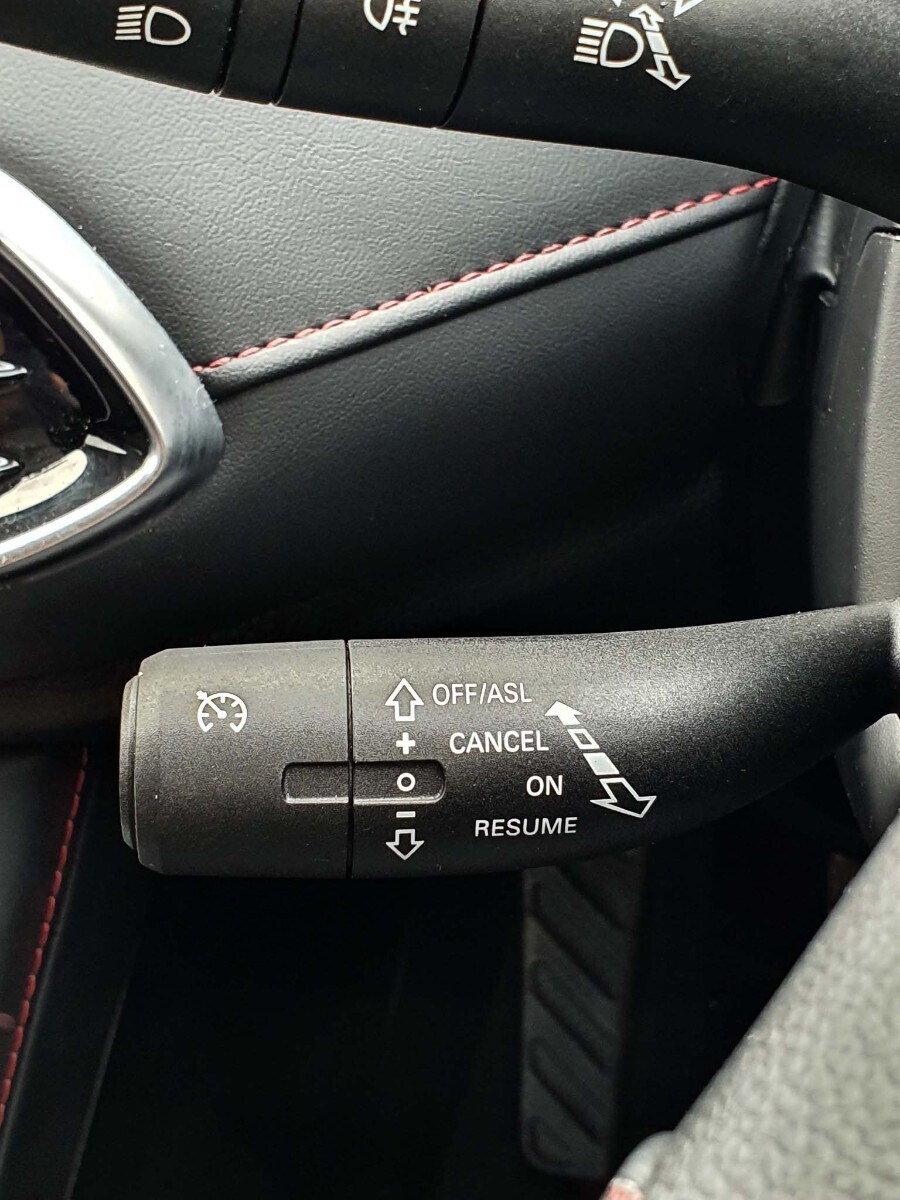 OFF/ASL
+ CANCEL
O ON
- RESUME